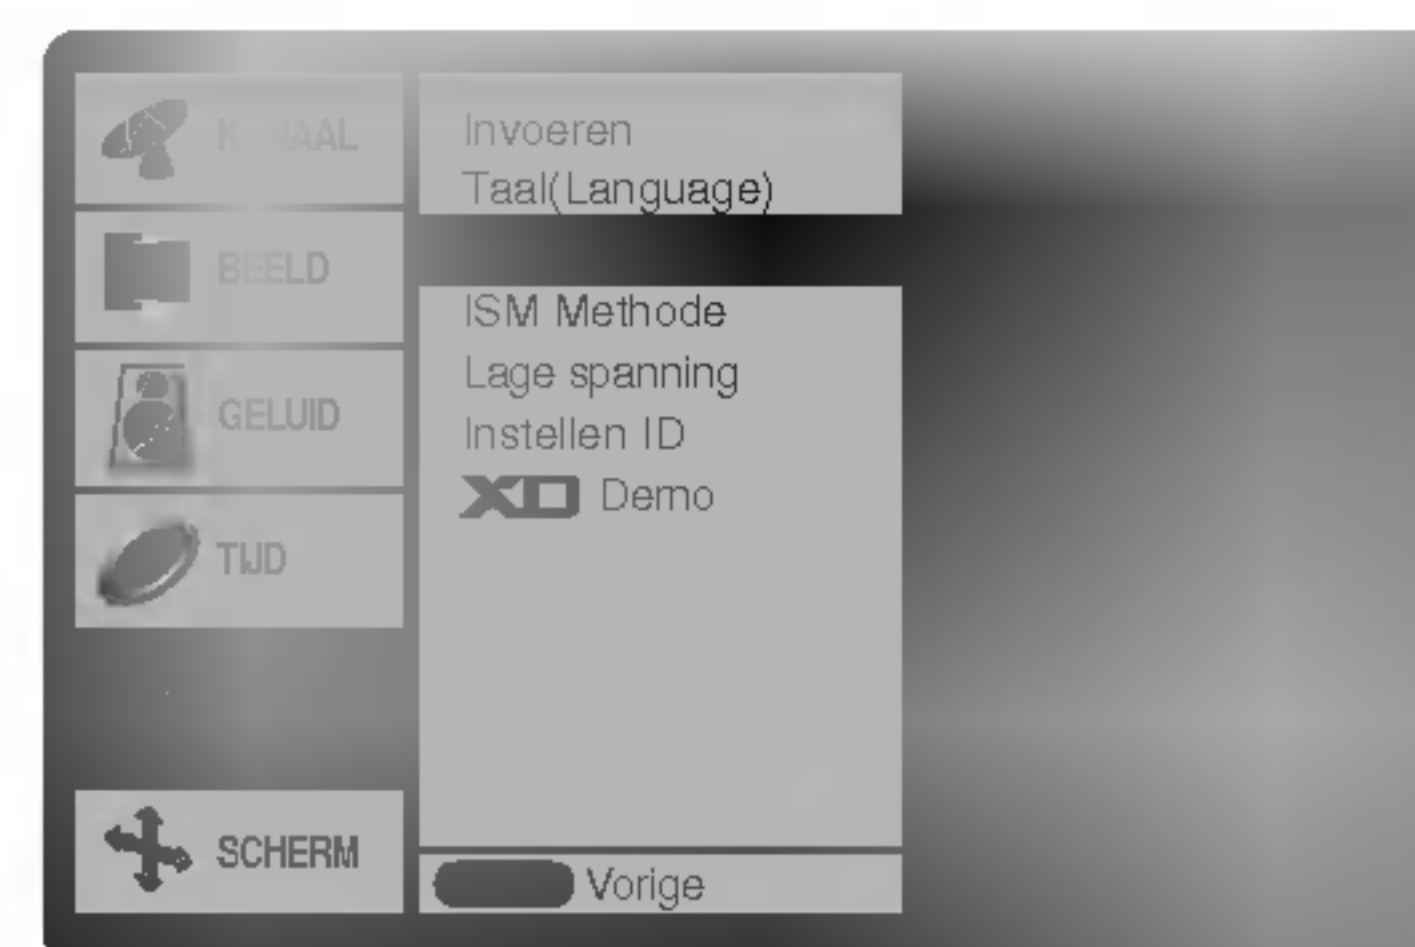 KANAAL
BEELD
GELUID
TIJD
SCHERM
Invoeren
Taal(Language)
ISM Methode
Lage spanning
Instellen ID
XD Demo
Vorige